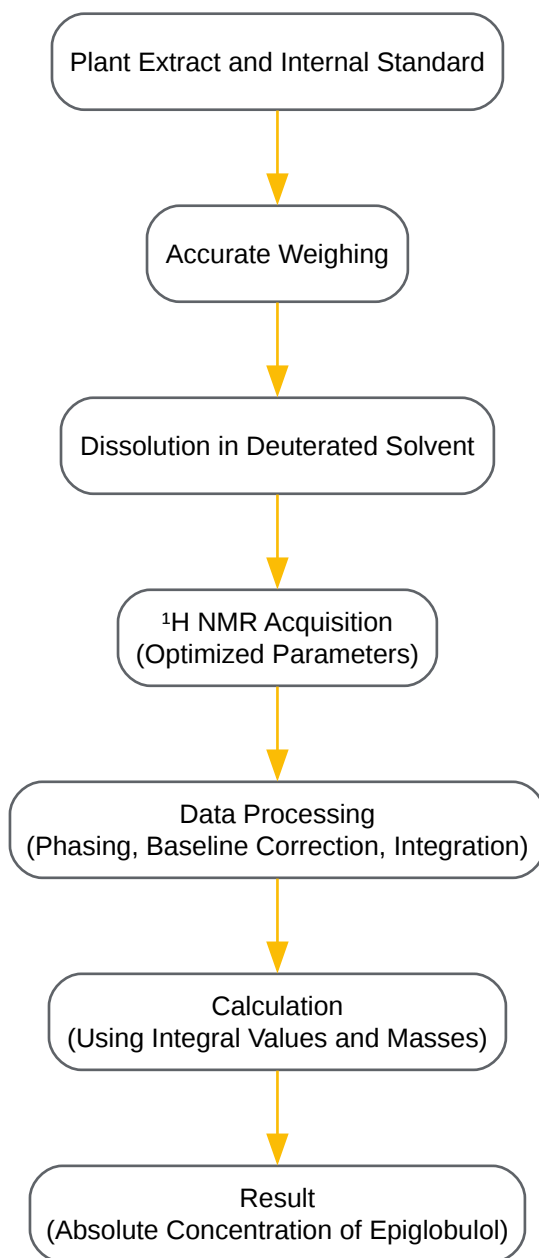 Plant Extract and Internal Standard
Accurate Weighing
Dissolution in Deuterated Solvent
¹H NMR Acquisition
(Optimized Parameters)
Data Processing
(Phasing, Baseline Correction, Integration)
Calculation
(Using Integral Values and Masses)
Result
(Absolute Concentration of Epiglobulol)